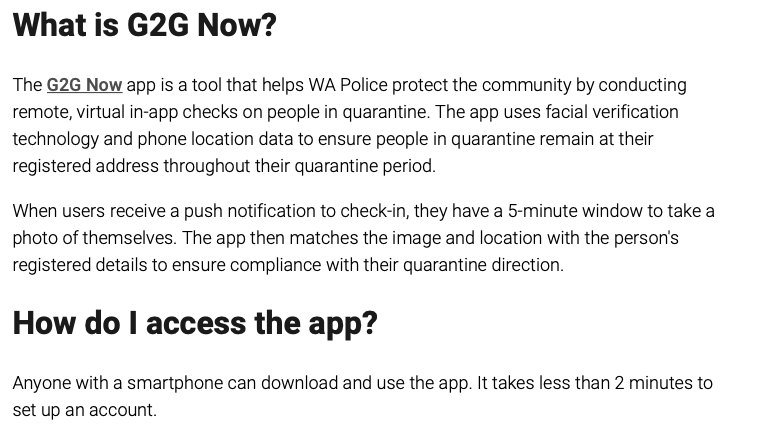 What is G2G Now?
The G2G Now app is a tool that helps WA Police protect the community by conducting
remote, virtual in-app checks on people in quarantine. The app uses facial verification
technology and phone location data to ensure people in quarantine remain at their
registered address throughout their quarantine period.
When users receive a push notification to check-in, they have a 5-minute window to take a
photo of themselves. The app then matches the image and location with the person's
registered details to ensure compliance with their quarantine direction.
How do I access the app?
Anyone with a smartphone can download and use the app. It takes less than 2 minutes to
set up an account.